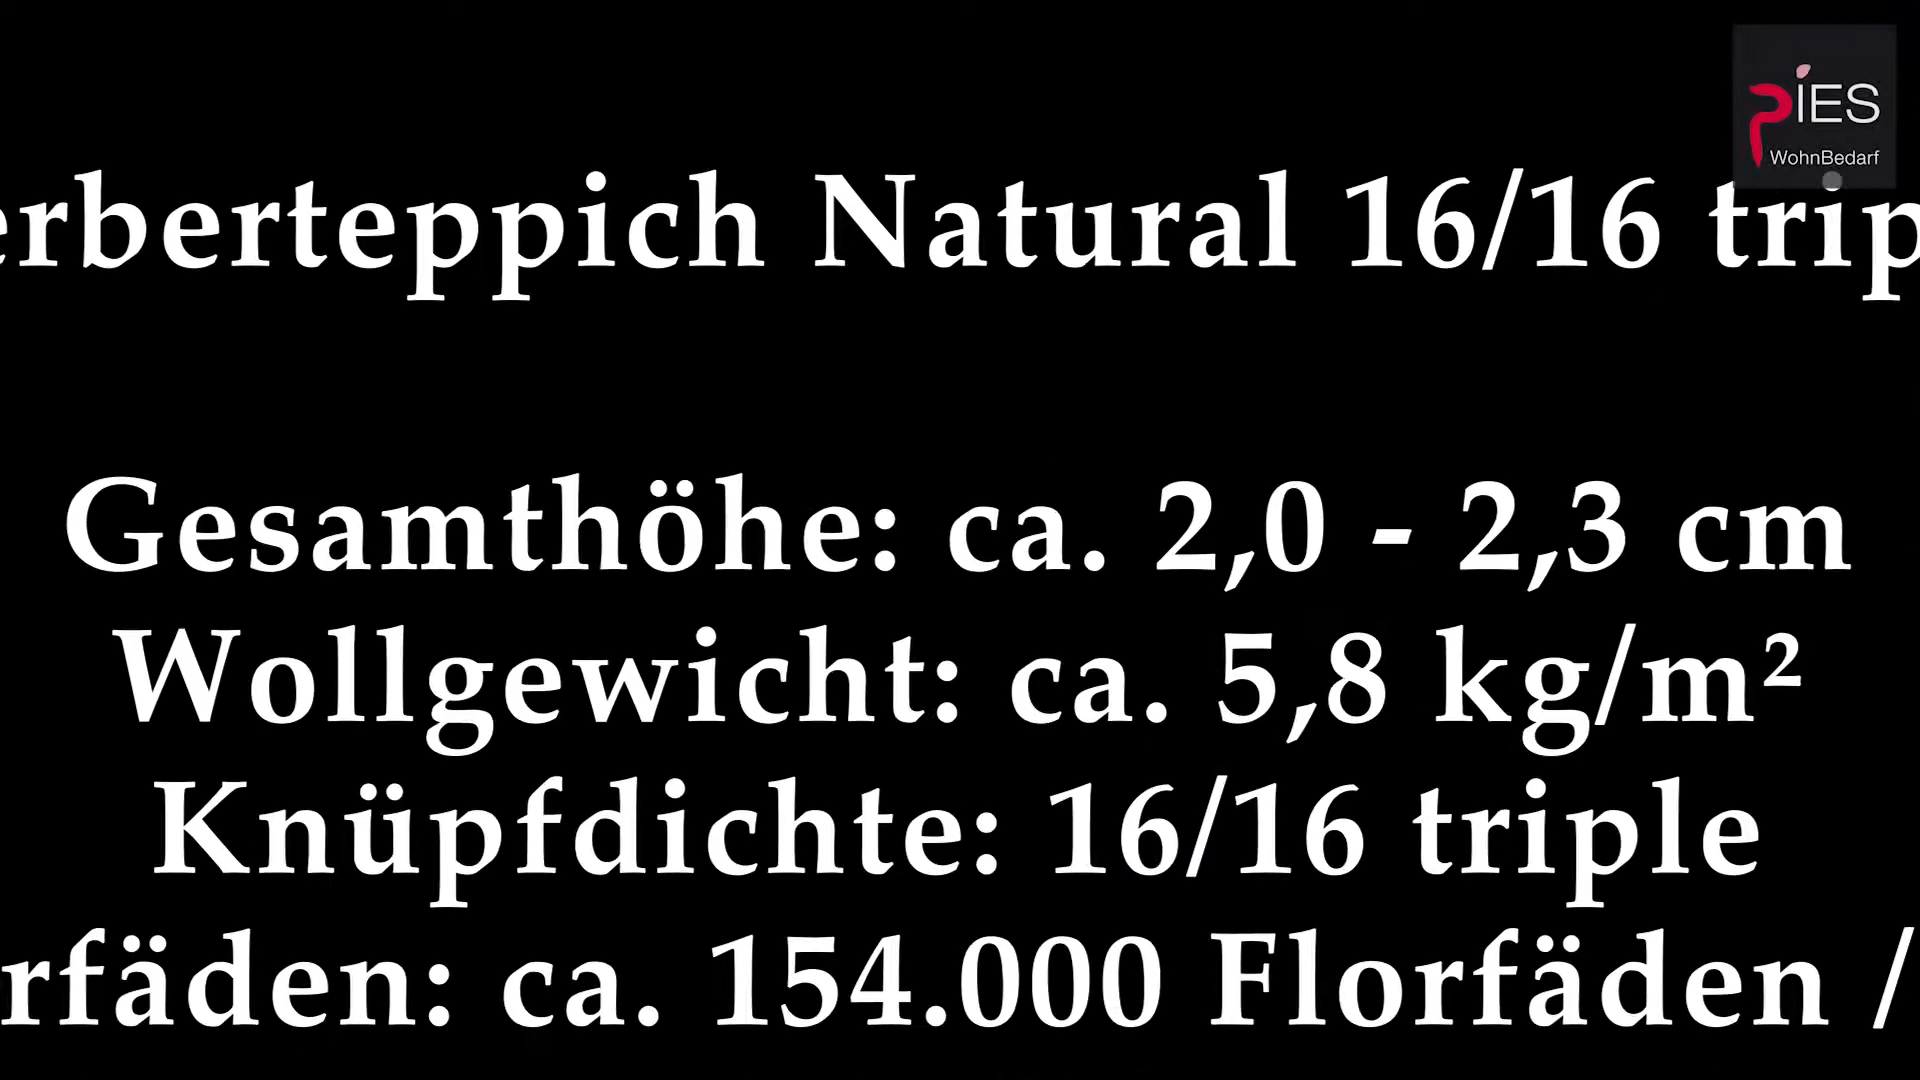 PiES
WohnBedarf
erberteppich Natural 16/16 trip
Gesamthöhe: ca. 2,0 - 2,3 cm
Wollgewicht: ca. 5,8 kg/m²
Knüpfdichte: 16/16 triple
rfäden: ca. 154.000 Florfäden /